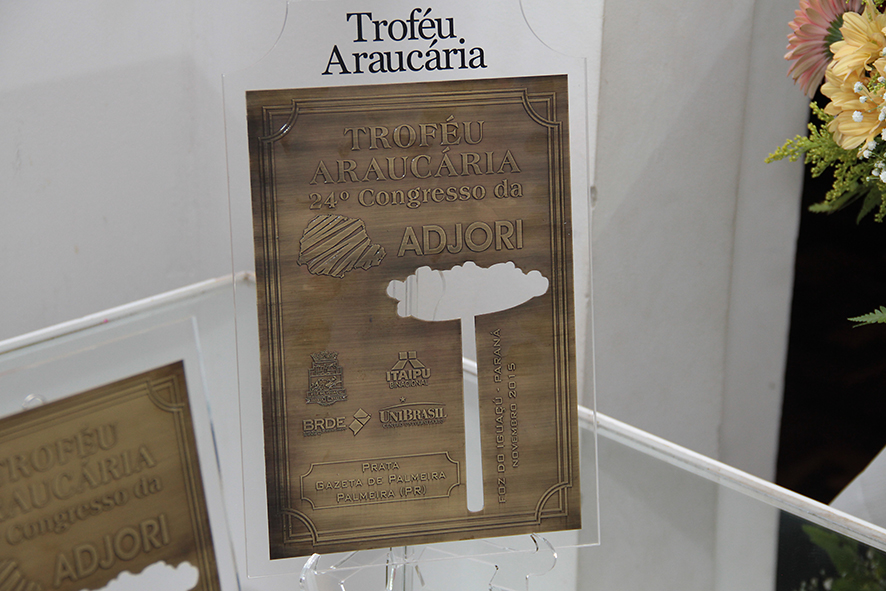 Troféu
Araucária
TROFÉU
ARAUCÁRIA
24º Congresso da
ADJORI
ITAIPU
BINACIONAL
BRDE
UNIBRASIL
PRATA
GAZETA DE PALMEIRA
PALMEIRA (PR)
FOZ DO IGUAÇÚ - PARANÁ
NOVEMBRO 2015
TROFÉU
ARAUCÁRIA
Congresso da
ADJORI